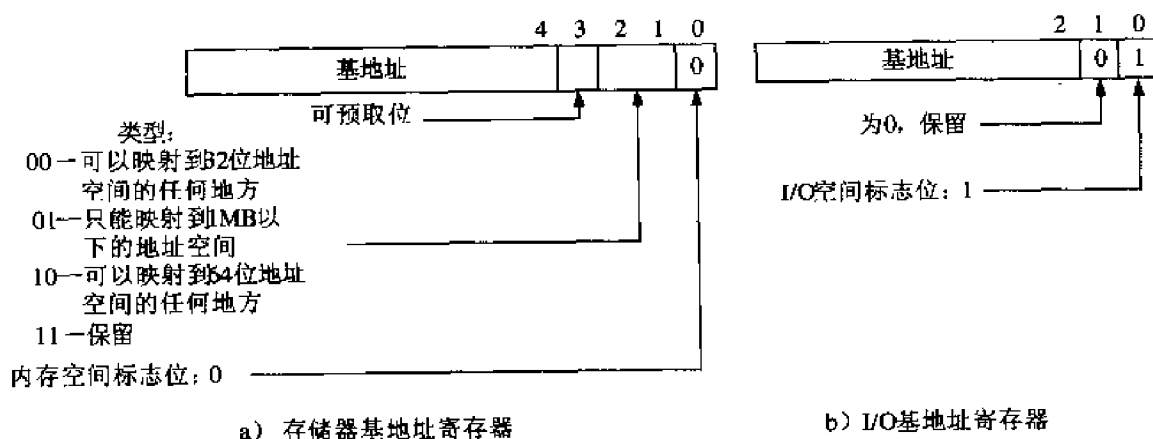 4 3 2 1 0
基地址 0
可预取位
类型:
00—可以映射到32位地址
空间的任何地方
01—只能映射到1MB以
下的地址空间
10—可以映射到64位地址
空间的任何地方
11—保留
内存空间标志位: 0
a) 存储器基地址寄存器
2 1 0
基地址 0 1
为0, 保留
I/O空间标志位: 1
b) I/O基地址寄存器